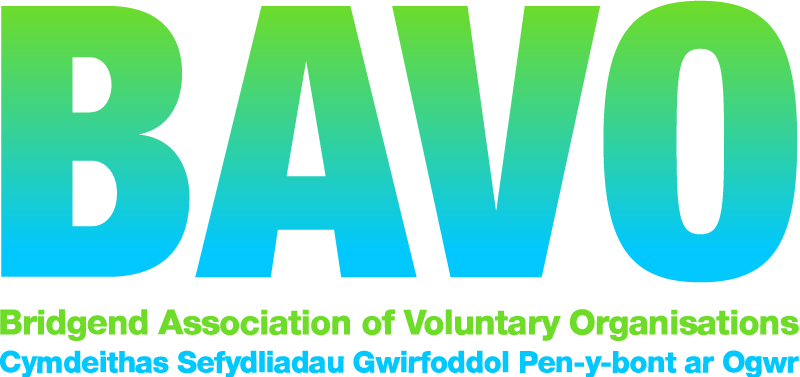 BAVO
Bridgend Association of Voluntary Organisations
Cymdeithas Sefydliadau Gwirfoddol Pen-y-bont ar Ogwr